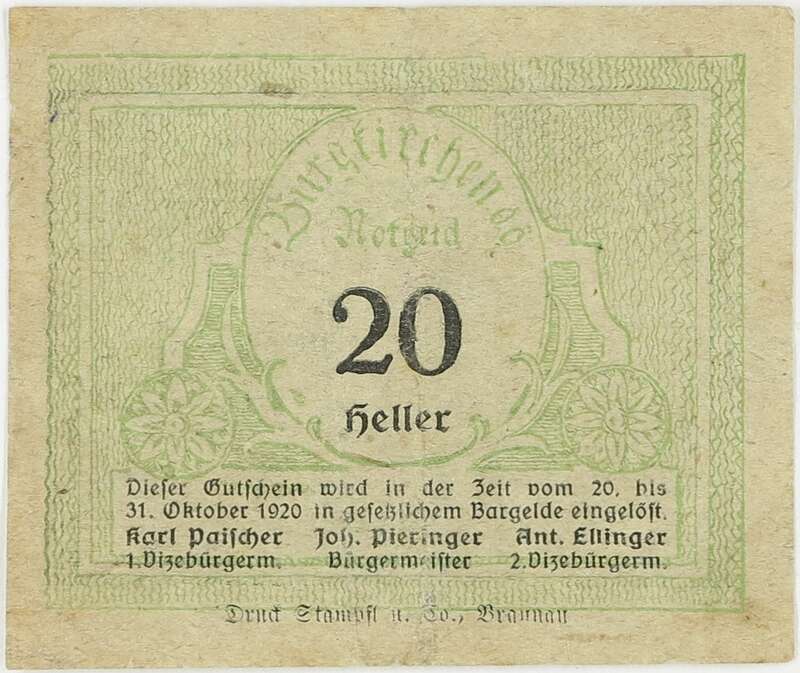 Burgkirchen o/ö
Notgeld
20
Heller
Dieser Gutschein wird in der Zeit vom 20. bis
31. Oktober 1920 in gesetzlichem Bargelde eingelöst.
Karl Paischer Joh. Pieringer Ant. Ellinger
1. Vizebürgerm. Bürgermeister 2. Vizebürgerm.
Druck Stampfl u. Co., Braunau